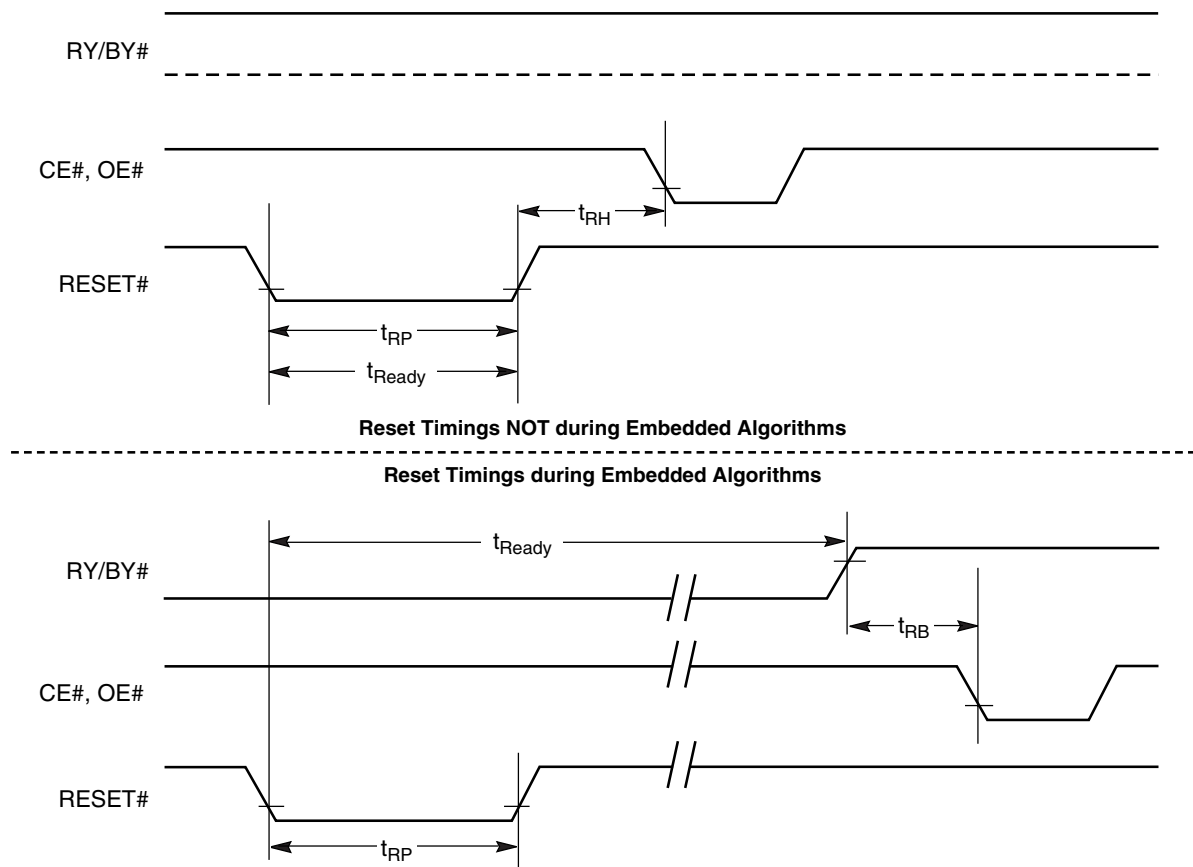 RY/BY#
CE#, OE#
tRH
RESET#
tRP
tReady
Reset Timings NOT during Embedded Algorithms
Reset Timings during Embedded Algorithms
tReady
RY/BY#
tRB
CE#, OE#
RESET#
tRP